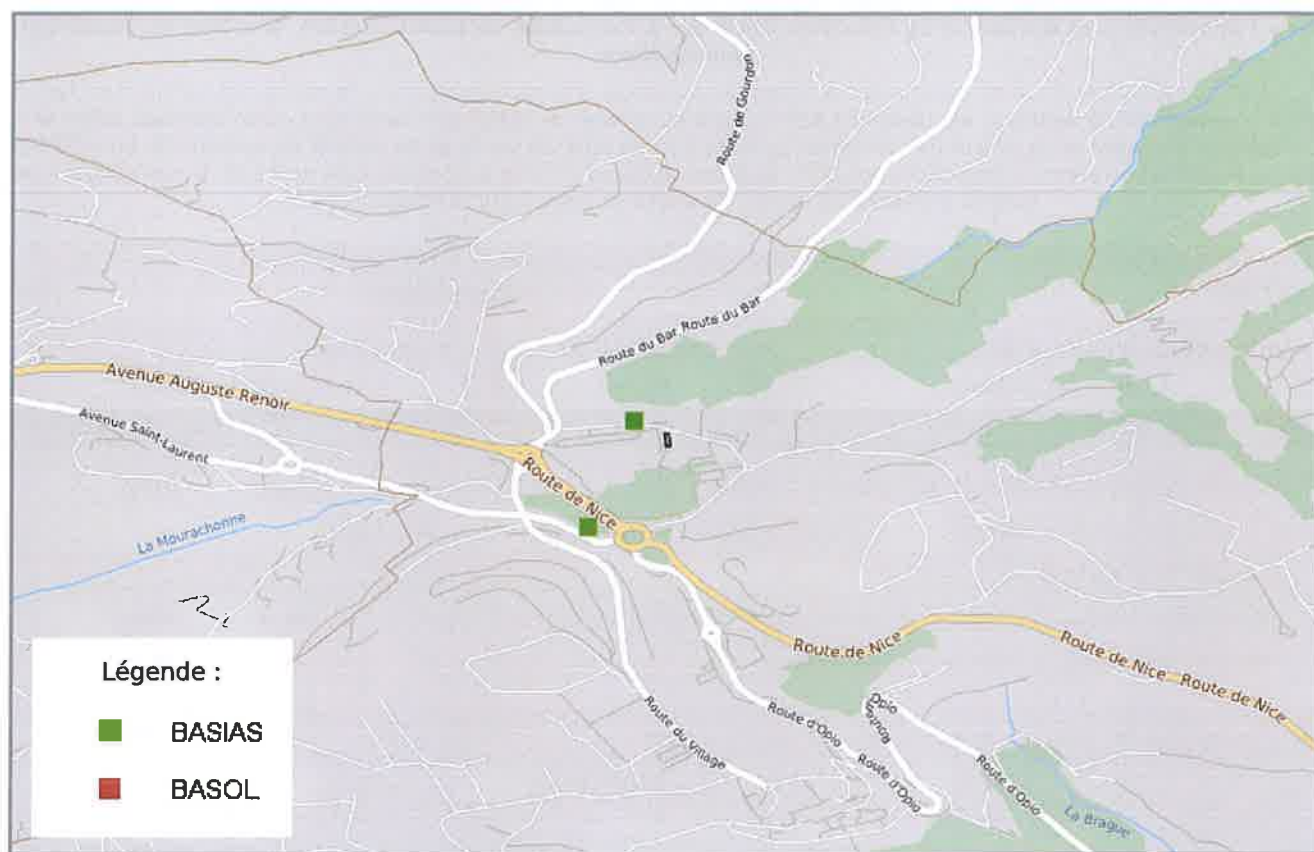 Route de Gourdon
Route du Bar Route du Bar
Avenue Auguste Renoir
Avenue Saint-Laurent
Route de Nice
La Mourachonne
Route de Nice
Route de Nice
Route de Nice
Route du Village
Route d'Opio
Route d'Opio
Opio
Route d'Opio
La Brague
Légende :
BASIAS
BASOL